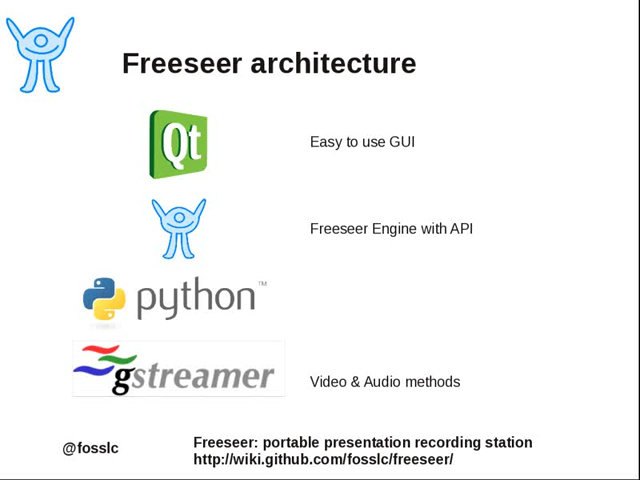 Freeseer architecture
Qt
Easy to use GUI
Freeseer Engine with API
python™
gstreamer
Video & Audio methods
@fosslc
Freeseer: portable presentation recording station
http://wiki.github.com/fosslc/freeseer/